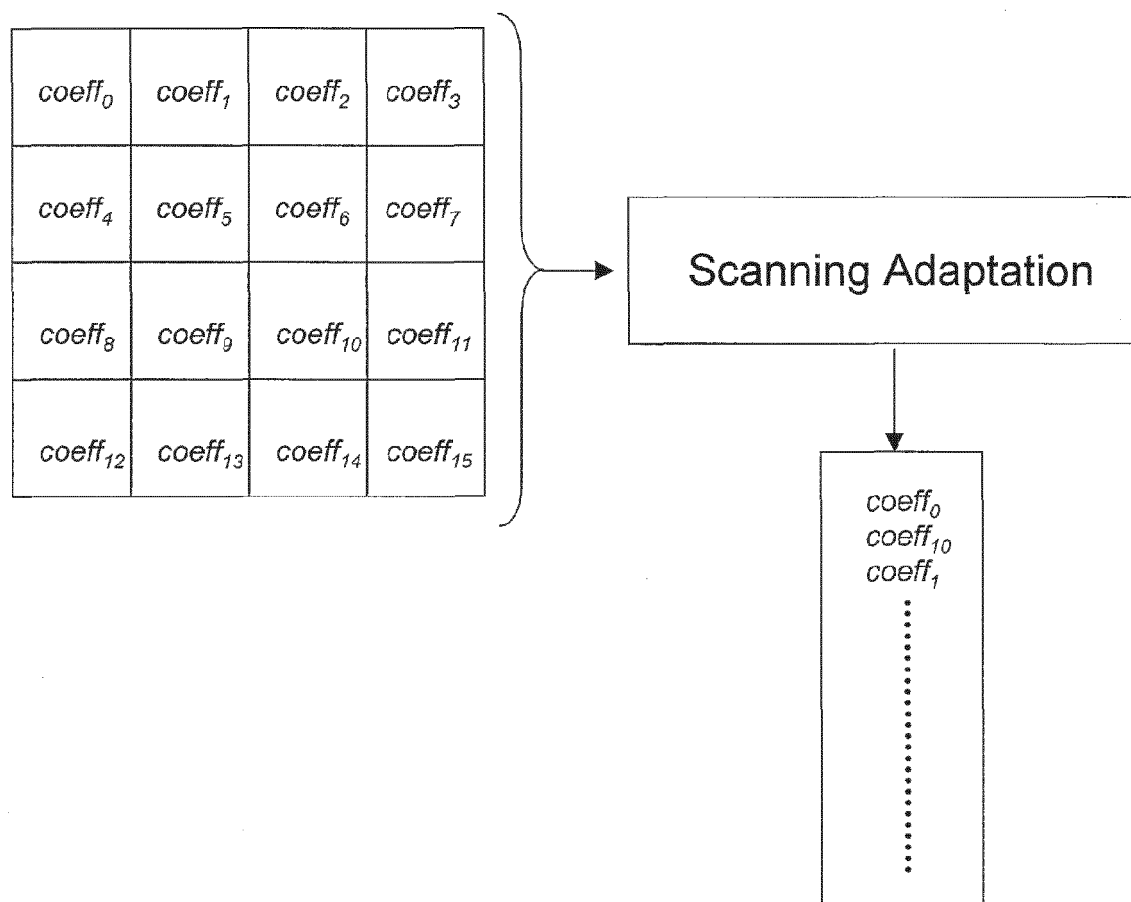 coeff₀ coeff₁ coeff₂ coeff₃
coeff₄ coeff₅ coeff₆ coeff₇
coeff₈ coeff₉ coeff₁₀ coeff₁₁
coeff₁₂ coeff₁₃ coeff₁₄ coeff₁₅
Scanning Adaptation
coeff₀
coeff₁₀
coeff₁